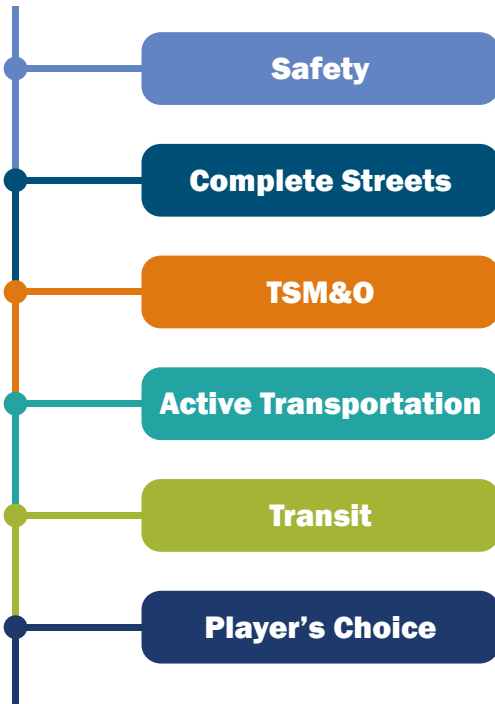 Safety
Complete Streets
TSM&O
Active Transportation
Transit
Player’s Choice